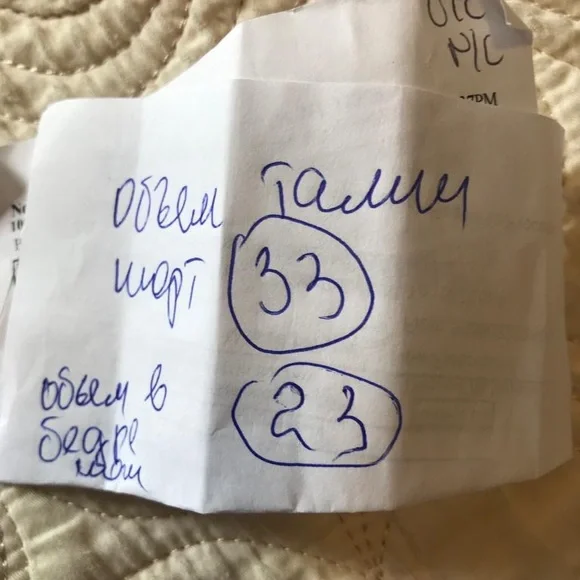 объем талии
шорт 33
объем в 23
бедре